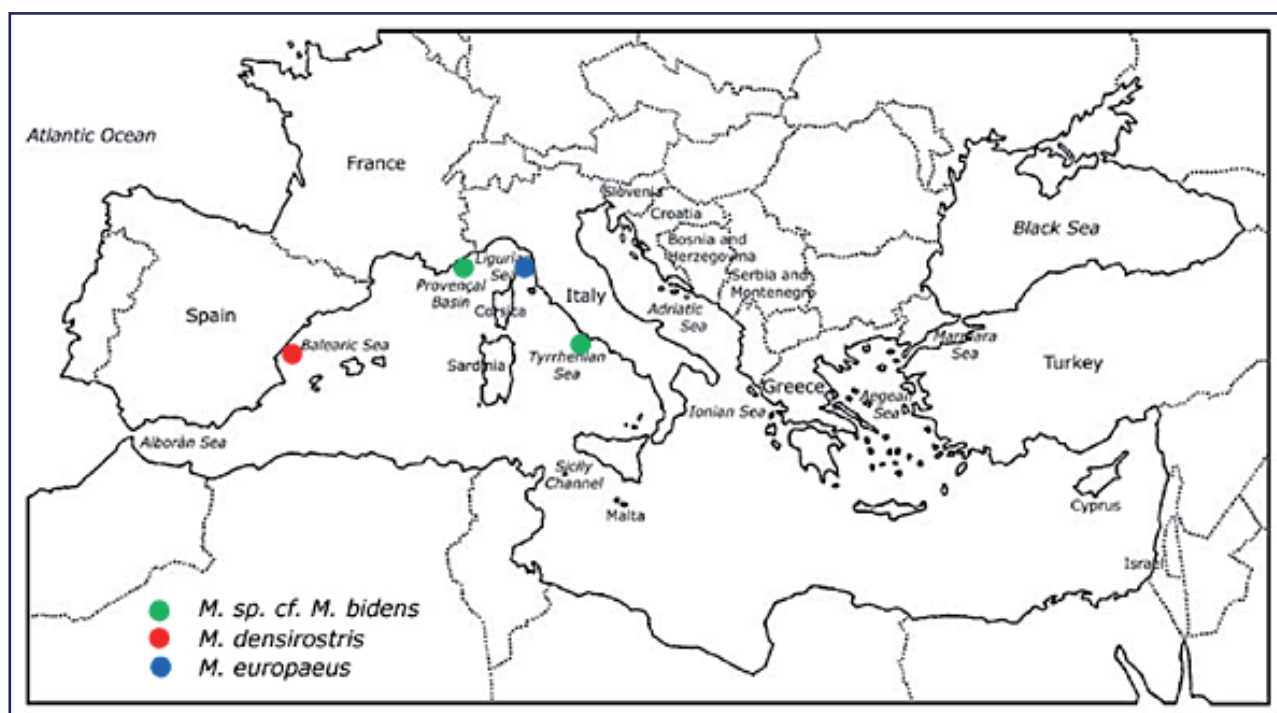 Atlantic Ocean
France
Slovenia
Croatia
Bosnia and
Herzegovina
Serbia and
Montenegro
Black Sea
Ligurian
Sea
Provençal
Basin
Corsica
Italy
Adriatic
Sea
Spain
Balearic Sea
Sardinia
Tyrrhenian
Sea
Marmara
Sea
Turkey
Greece
Aegean
Sea
Ionian Sea
Alborán Sea
Sicily
Channel
Malta
Cyprus
Israel
M. sp. cf. M. bidens
M. densirostris
M. europaeus